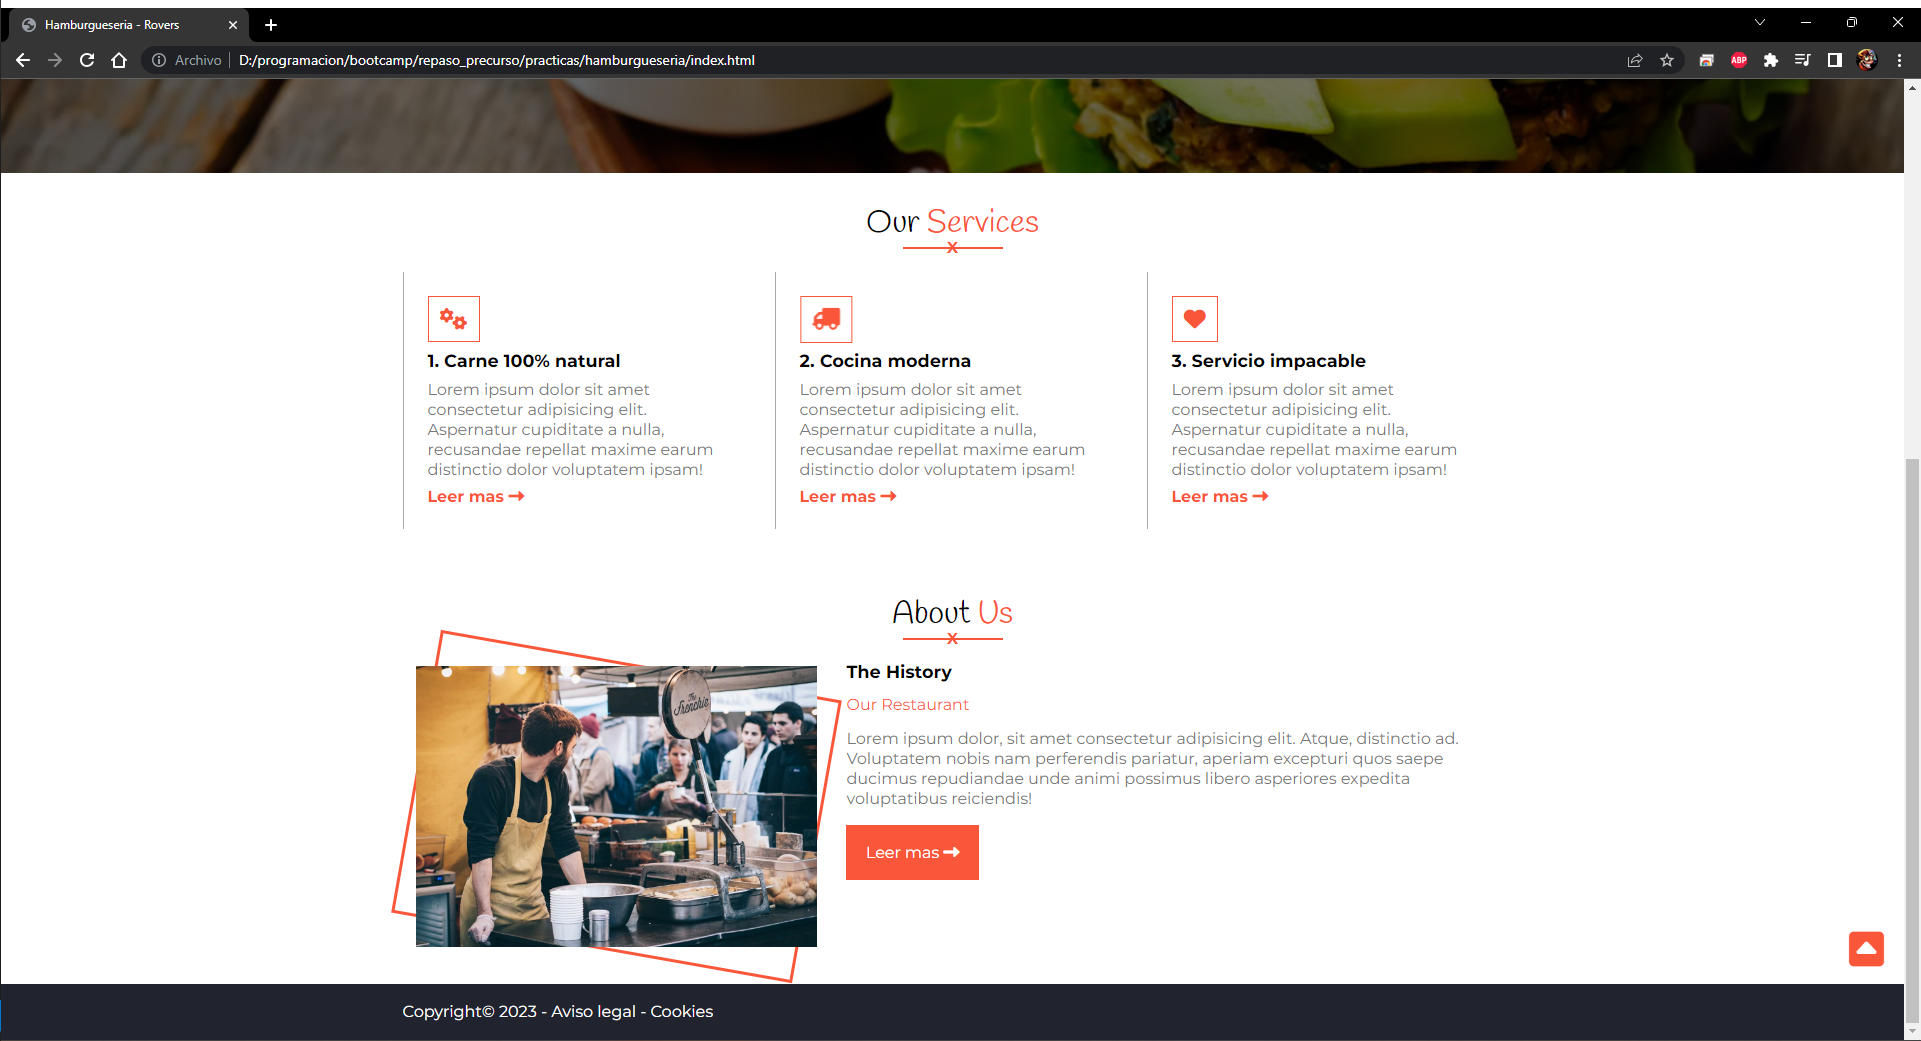 Hamburgueseria - Rovers
Archivo
D:/programacion/bootcamp/repaso_precurso/practicas/hamburgueseria/index.html
ABP
Our Services
X
1. Carne 100% natural
Lorem ipsum dolor sit amet
consectetur adipisicing elit.
Aspernatur cupiditate a nulla,
recusandae repellat maxime earum
distinctio dolor voluptatem ipsam!
Leer mas
2. Cocina moderna
Lorem ipsum dolor sit amet
consectetur adipisicing elit.
Aspernatur cupiditate a nulla,
recusandae repellat maxime earum
distinctio dolor voluptatem ipsam!
Leer mas
3. Servicio impacable
Lorem ipsum dolor sit amet
consectetur adipisicing elit.
Aspernatur cupiditate a nulla,
recusandae repellat maxime earum
distinctio dolor voluptatem ipsam!
Leer mas
About Us
X
The
Frenchie
The History
Our Restaurant
Lorem ipsum dolor, sit amet consectetur adipisicing elit. Atque, distinctio ad.
Voluptatem nobis nam perferendis pariatur, aperiam excepturi quos saepe
ducimus repudiandae unde animi possimus libero asperiores expedita
voluptatibus reiciendis!
Leer mas
Copyright© 2023 - Aviso legal - Cookies